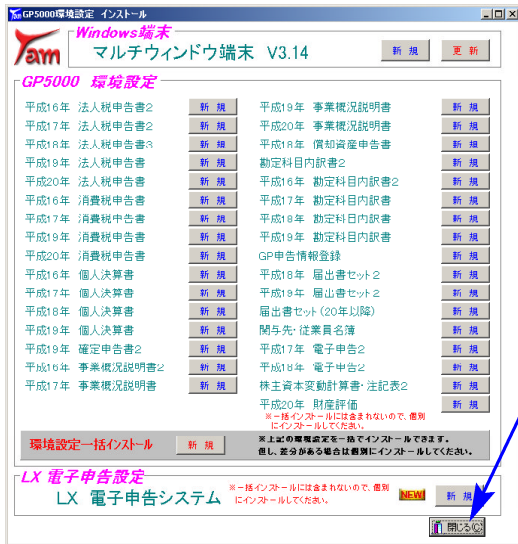 GP5000環境設定 インストール
Yam
Windows端末
マルチウィンドウ端末 V3.14
新 規
更 新
GP5000 環境設定
平成16年 法人税申告書2 新 規
平成17年 法人税申告書2 新 規
平成18年 法人税申告書3 新 規
平成19年 法人税申告書 新 規
平成20年 法人税申告書 新 規
平成16年 消費税申告書 新 規
平成17年 消費税申告書 新 規
平成18年 消費税申告書 新 規
平成19年 消費税申告書 新 規
平成20年 消費税申告書 新 規
平成16年 個人決算書 新 規
平成17年 個人決算書 新 規
平成18年 個人決算書 新 規
平成19年 個人決算書 新 規
平成19年 確定申告書2 新 規
平成16年 事業概況説明書2 新 規
平成17年 事業概況説明書 新 規
平成19年 事業概況説明書 新 規
平成20年 事業概況説明書 新 規
平成18年 償却資産申告書 新 規
勘定科目内訳書2 新 規
平成16年 勘定科目内訳書2 新 規
平成17年 勘定科目内訳書 新 規
平成18年 勘定科目内訳書 新 規
平成19年 勘定科目内訳書 新 規
GP申告情報登録 新 規
平成18年 届出書セット2 新 規
平成19年 届出書セット2 新 規
届出書セット(20年以降) 新 規
関与先・従業員名簿 新 規
平成17年 電子申告2 新 規
平成18年 電子申告2 新 規
株主資本変動計算書・注記表2 新 規
平成20年 財産評価 新 規
※一括インストールには含まれないので、個別
にインストールしてください。
環境設定一括インストール 新 規
※上記の環境設定を一括でインストールできます。
但し、差分がある場合は個別にインストールしてください。
LX 電子申告設定
LX 電子申告システム
※一括インストールには含まれないので、個別
にインストールしてください。
NEW!
新 規
閉じる(C)